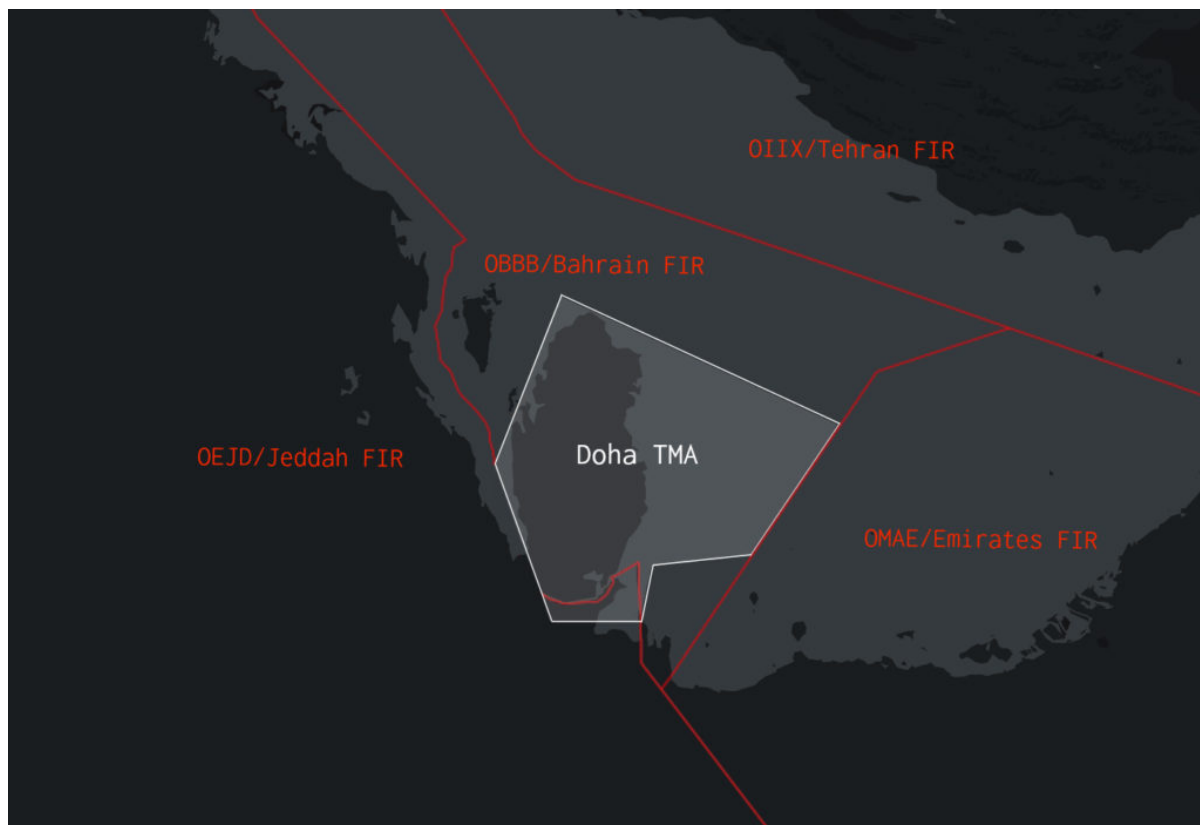 OIIX/Tehran FIR
OBBB/Bahrain FIR
Doha TMA
OEJD/Jeddah FIR
OMAE/Emirates FIR